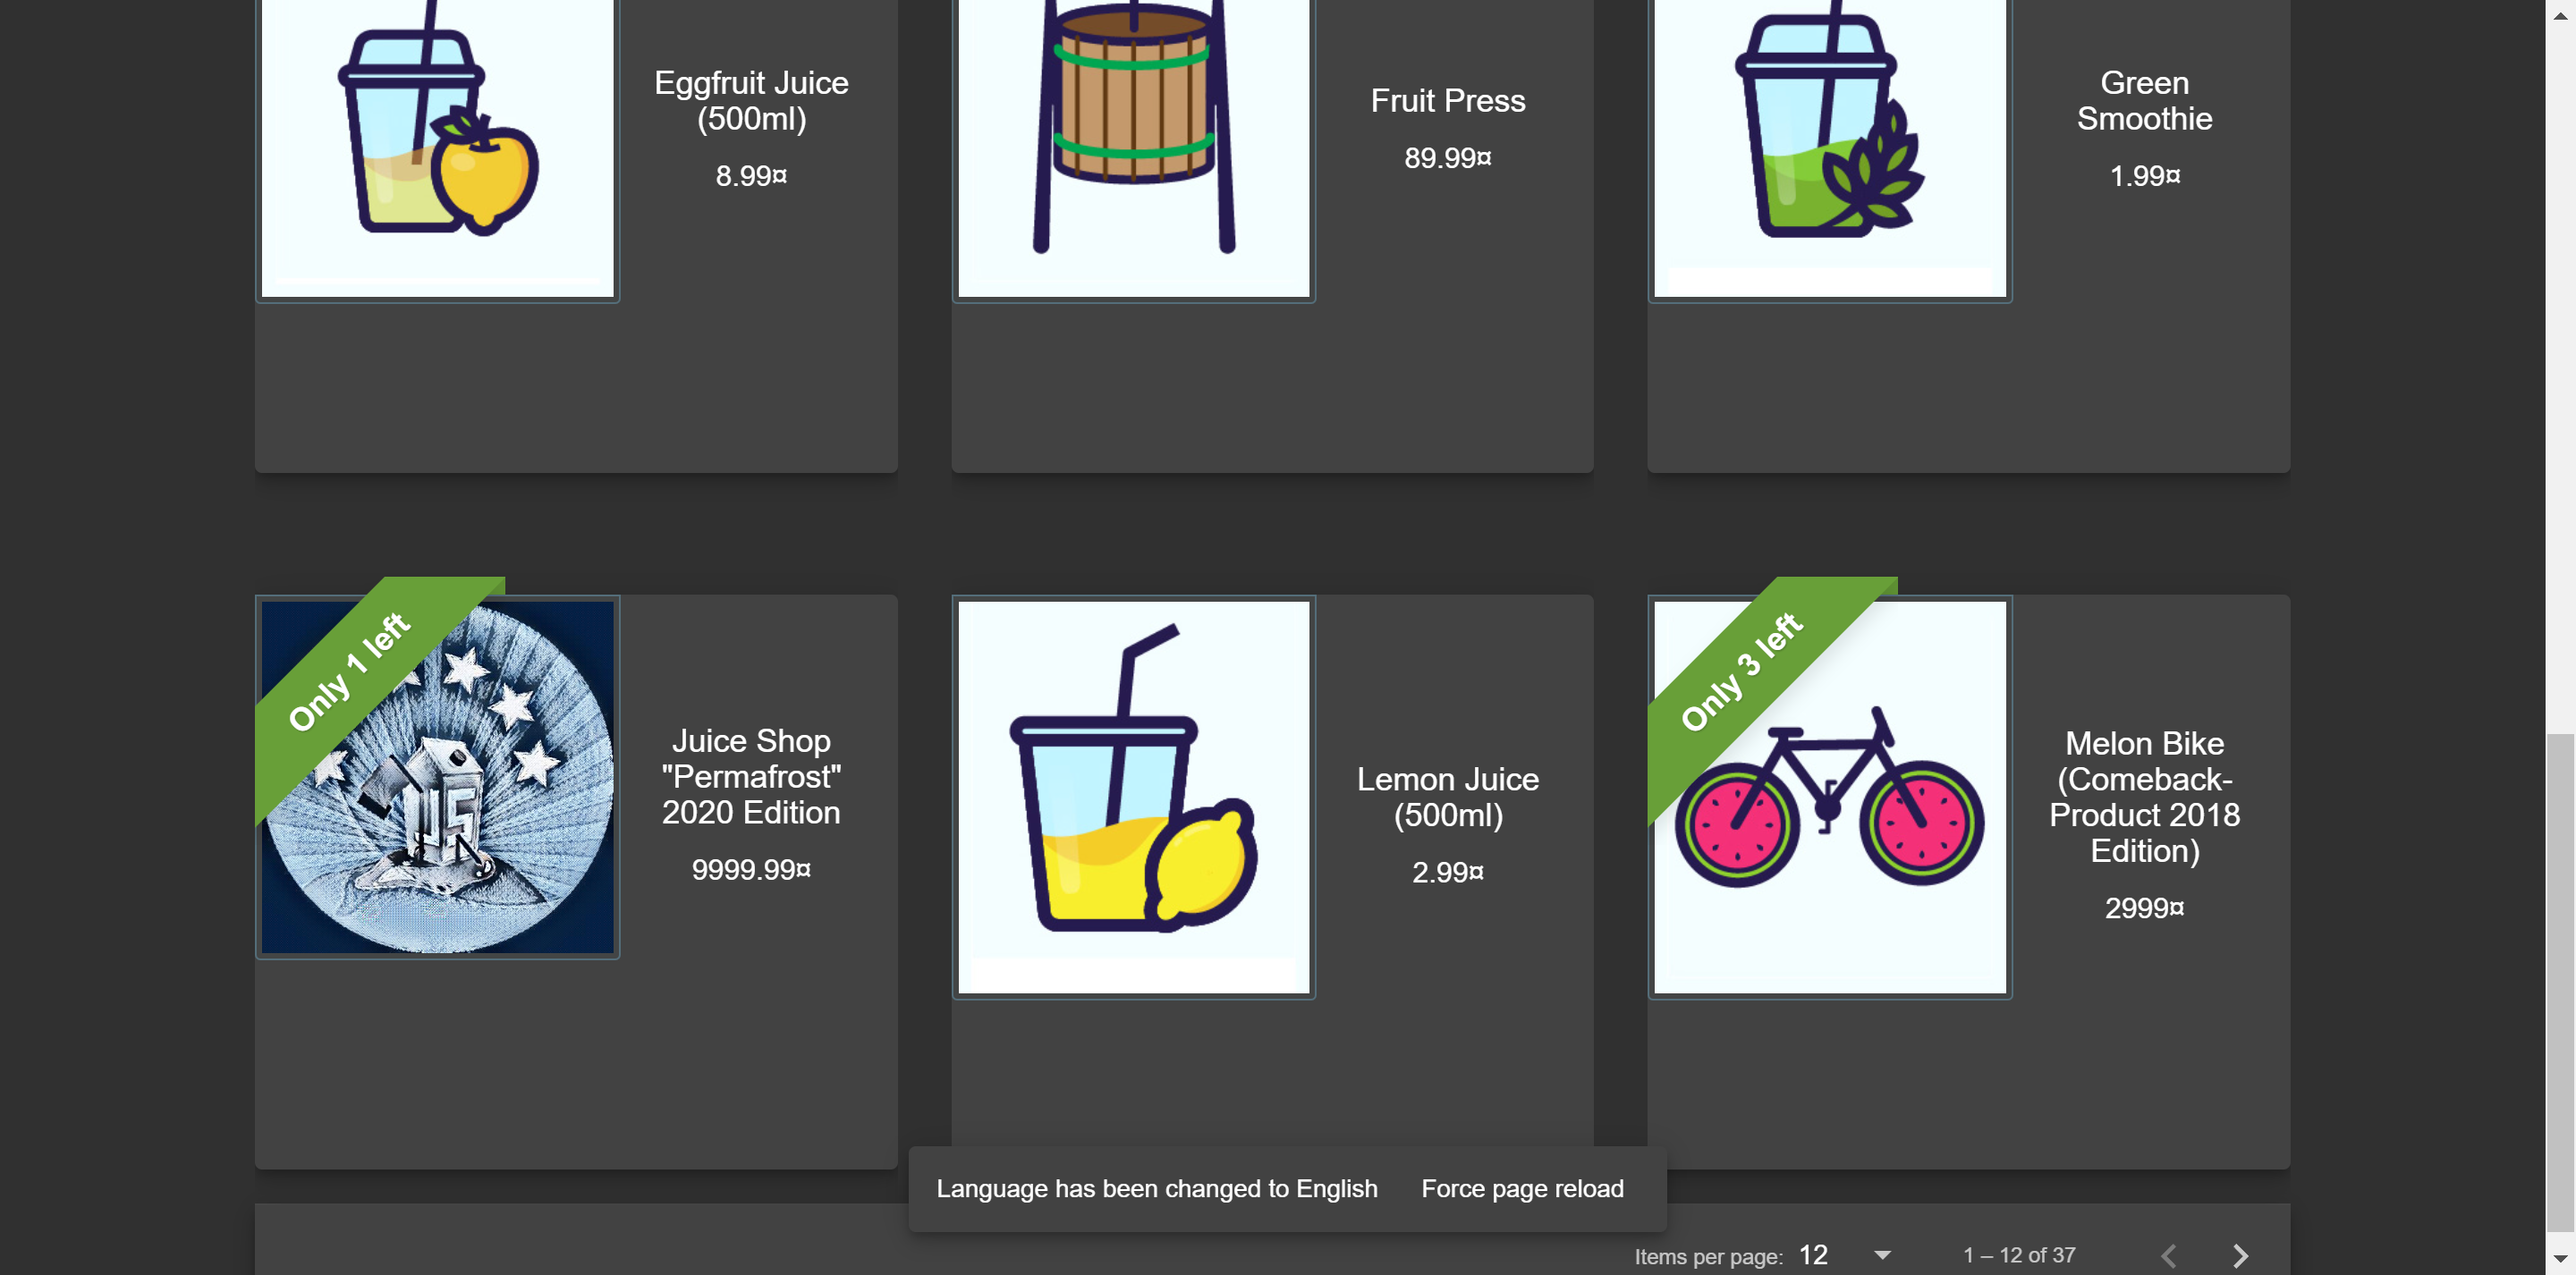 Eggfruit Juice
(500ml)
8.99¤
Fruit Press
89.99¤
Green
Smoothie
1.99¤
Only 1 left
Juice Shop
"Permafrost"
2020 Edition
9999.99¤
Lemon Juice
(500ml)
2.99¤
Only 3 left
Melon Bike
(Comeback-
Product 2018
Edition)
2999¤
Language has been changed to English Force page reload
Items per page: 12 1 – 12 of 37